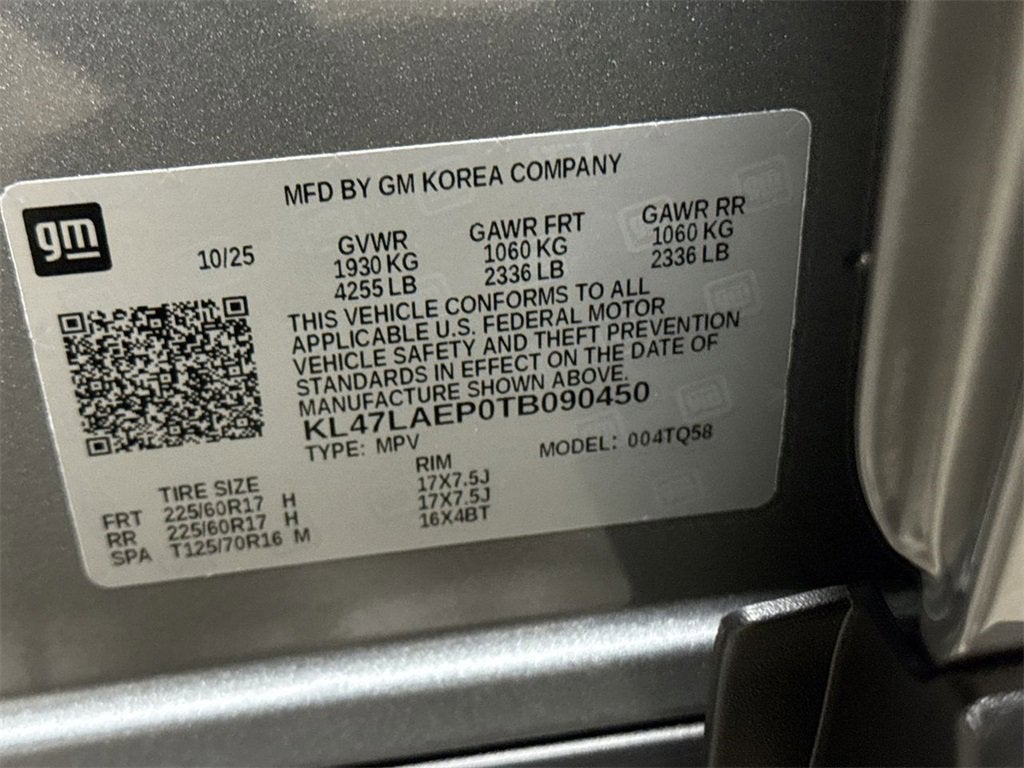 MFD BY GM KOREA COMPANY
gm
10/25
GVWR
1930 KG
4255 LB
GAWR FRT
1060 KG
2336 LB
GAWR RR
1060 KG
2336 LB
THIS VEHICLE CONFORMS TO ALL
APPLICABLE U.S. FEDERAL MOTOR
VEHICLE SAFETY AND THEFT PREVENTION
STANDARDS IN EFFECT ON THE DATE OF
MANUFACTURE SHOWN ABOVE.
KL47LAEP0TB090450
TYPE: MPV
MODEL: 004TQ58
TIRE SIZE RIM
FRT 225/60R17 H 17X7.5J
RR 225/60R17 H 17X7.5J
SPA T125/70R16 M 16X4BT